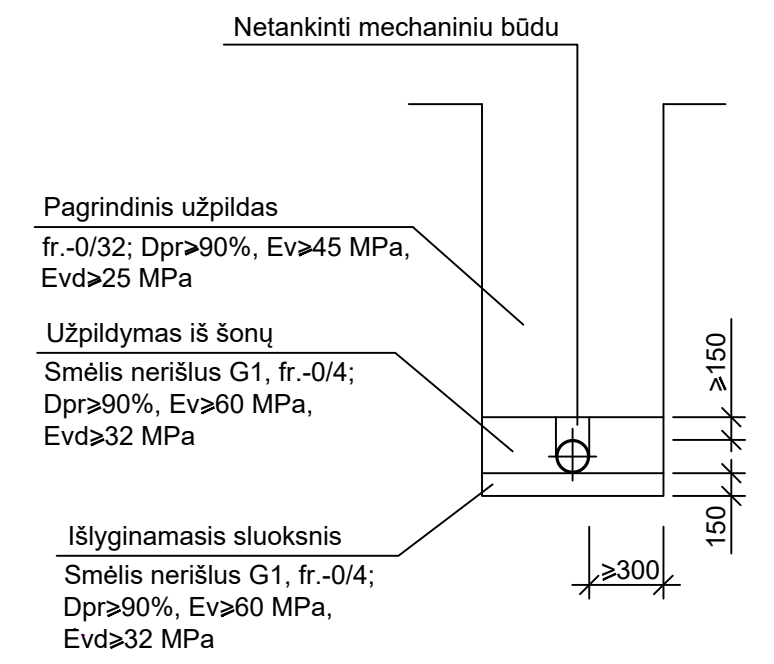 Netankinti mechaniniu būdu
Pagrindinis užpildas
fr.-0/32; Dpr≥90%, Ev≥45 MPa,
Evd≥25 MPa
Užpildymas iš šonų
Smėlis nerišlus G1, fr.-0/4;
Dpr≥90%, Ev≥60 MPa,
Evd≥32 MPa
Išlyginamasis sluoksnis
Smėlis nerišlus G1, fr.-0/4;
Dpr≥90%, Ev≥60 MPa,
Evd≥32 MPa
≥150
150
≥300